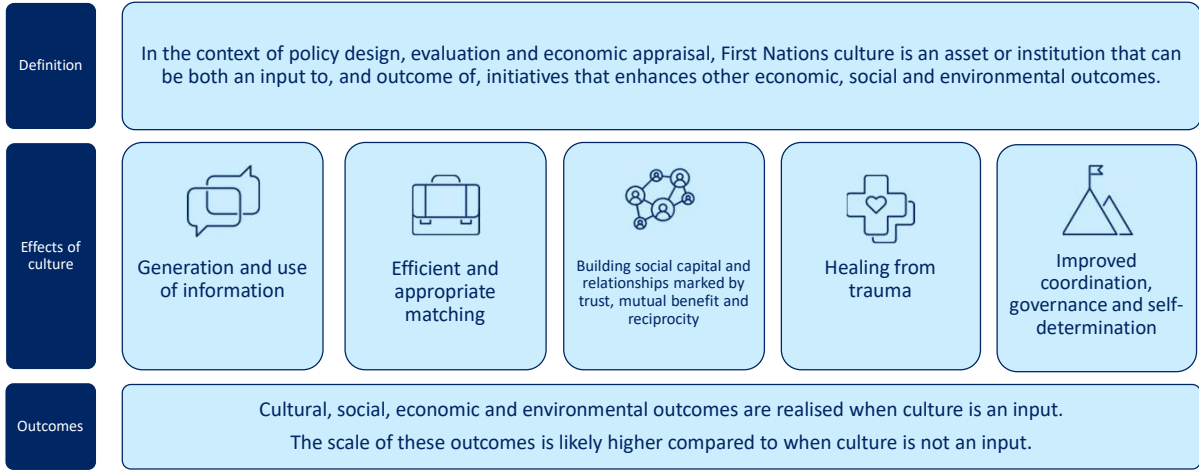 Definition
In the context of policy design, evaluation and economic appraisal, First Nations culture is an asset or institution that can
be both an input to, and outcome of, initiatives that enhances other economic, social and environmental outcomes.
Effects of
culture
Generation and use
of information
Efficient and
appropriate
matching
Building social capital and
relationships marked by
trust, mutual benefit and
reciprocity
Healing from
trauma
Improved
coordination,
governance and self-
determination
Outcomes
Cultural, social, economic and environmental outcomes are realised when culture is an input.
The scale of these outcomes is likely higher compared to when culture is not an input.